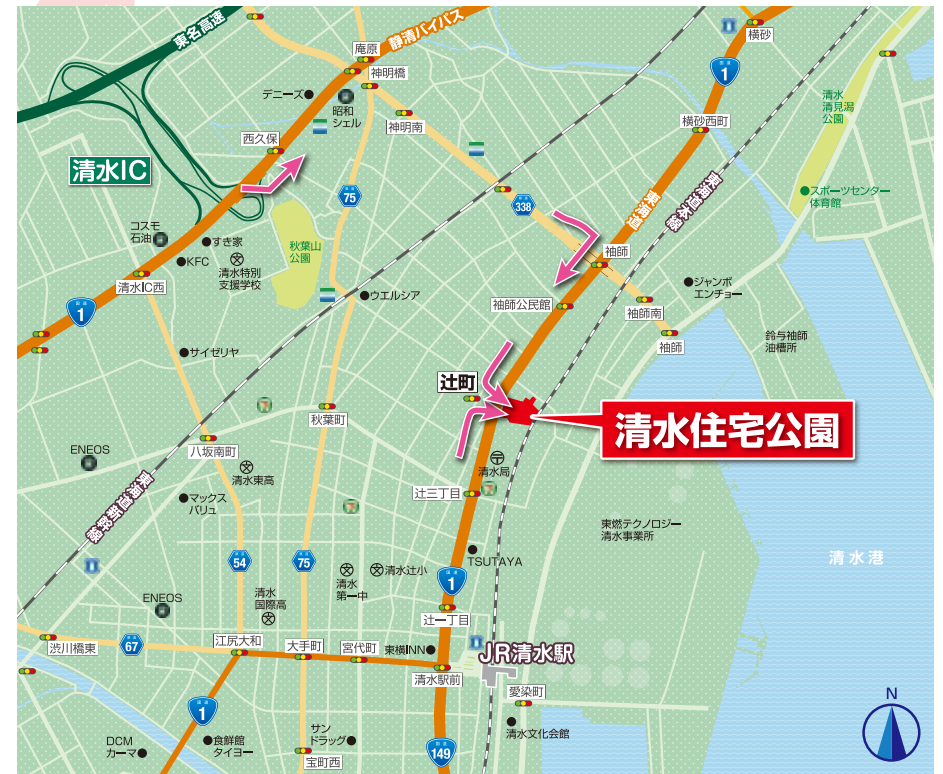 東名高速
静清バイパス
庵原
神明橋
デニーズ
昭和
シェル
神明南
西久保
清水IC
国道
1
横砂
横砂西町
清水
清見潟
公園
スポーツセンター
体育館
75
338
東海道
東海道本線
コスモ
石油
すき家
KFC
清水特別
支援学校
秋葉山
公園
清水IC西
国道
1
ウエルシア
袖師
袖師公民館
袖師南
袖師
ジャンボ
エンチョー
鈴与袖師
油槽所
サイゼリヤ
辻町
清水住宅公園
秋葉町
八坂南町
ENEOS
清水東高
清水局
辻三丁目
マックス
バリュ
東海道新幹線
東燃テクノロジー
清水事業所
清水港
TSUTAYA
54
75
清水
第一中
清水辻小
国道
1
ENEOS
清水
国際高
辻一丁目
渋川橋東
67
江尻大和
大手町
宮代町
東横INN
JR清水駅
清水駅前
愛染町
清水文化会館
国道
1
DCM
カーマ
食鮮館
タイヨー
サン
ドラッグ
宝町西
国道
149
N